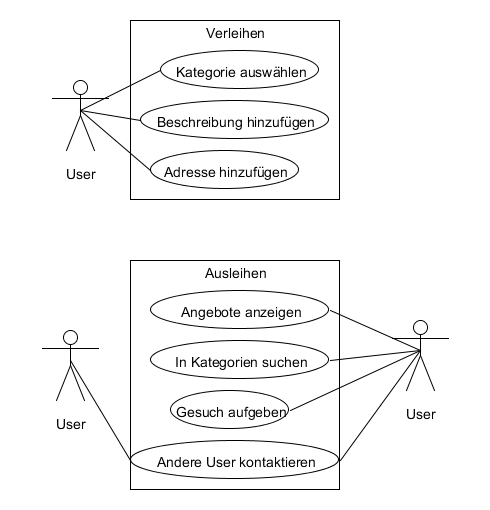 Verleihen
Kategorie auswählen
Beschreibung hinzufügen
Adresse hinzufügen
User
Ausleihen
Angebote anzeigen
In Kategorien suchen
Gesuch aufgeben
Andere User kontaktieren
User
User